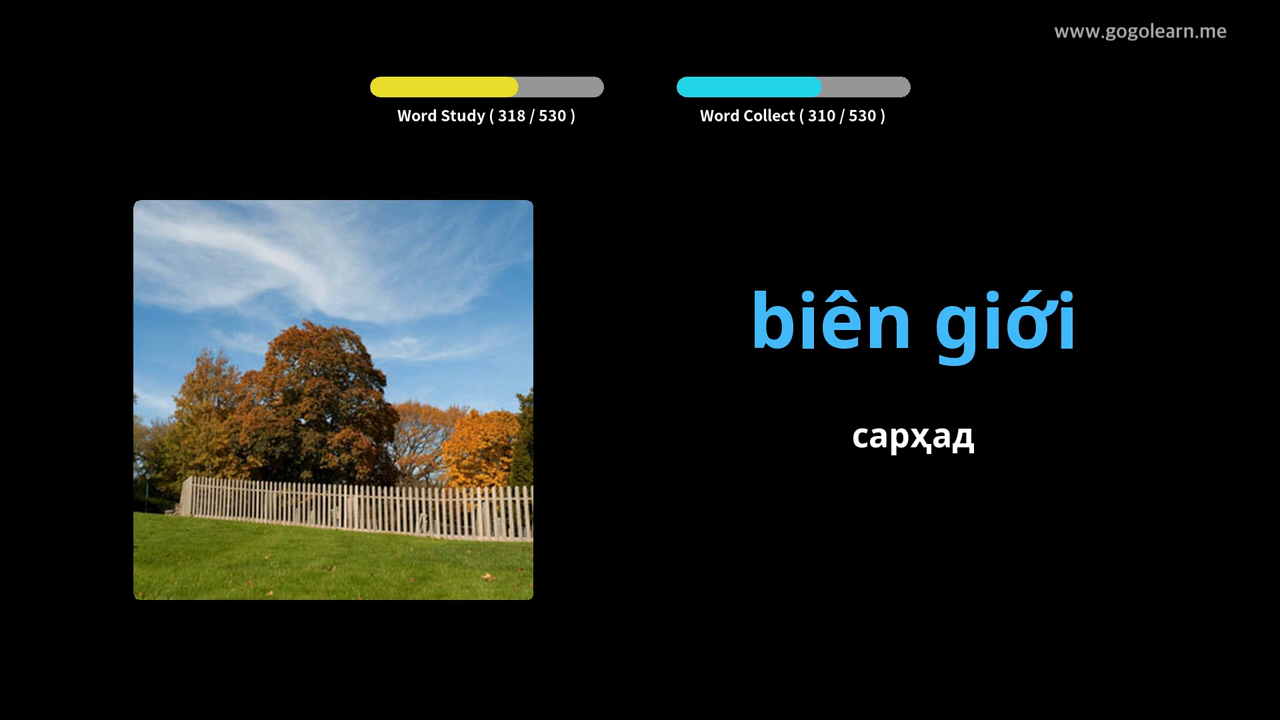 www.gogolearn.me
Word Study ( 318 / 530 )
Word Collect ( 310 / 530 )
biên giới
сарҳад